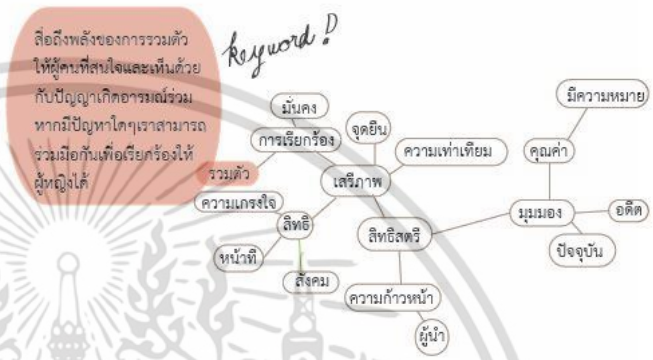 สื่อถึงพลังของการรวมตัว
ให้ผู้คนที่สนใจและเห็นด้วย
กับปัญญาเกิดอารมณ์ร่วม
หากมีปัญหาใดๆเราสามารถ
ร่วมมือกันเพื่อเรียกร้องให้
ผู้หญิงได้
keyword !
มั่นคง
การเรียกร้อง
รวมตัว
จุดยืน
ความเท่าเทียม
เสรีภาพ
มีความหมาย
คุณค่า
มุมมอง
อดีต
ปัจจุบัน
ความเกรงใจ
สิทธิ
หน้าที่
สังคม
สิทธิสตรี
ความก้าวหน้า
ผู้นำ